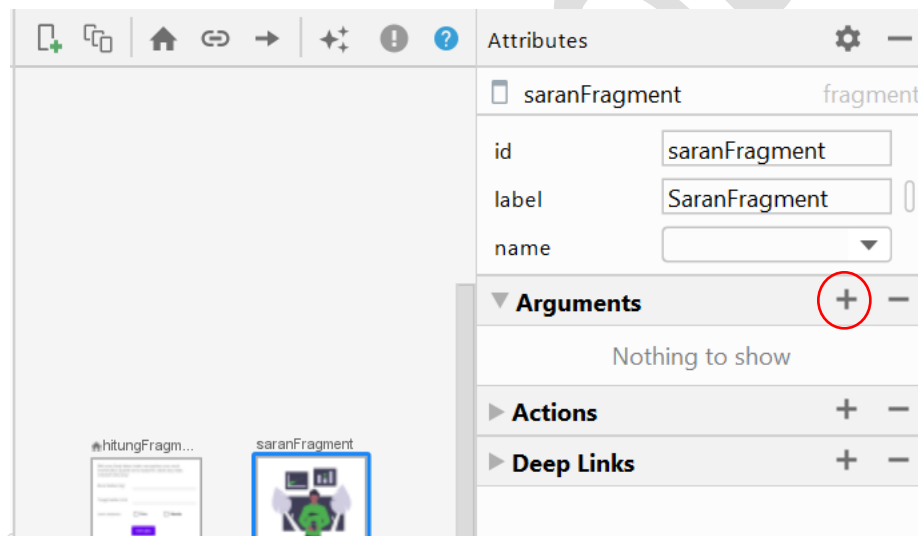 Attributes
saranFragment fragment
id saranFragment
label SaranFragment
name
Arguments
Nothing to show
Actions
Deep Links
hitungFragm...
saranFragment